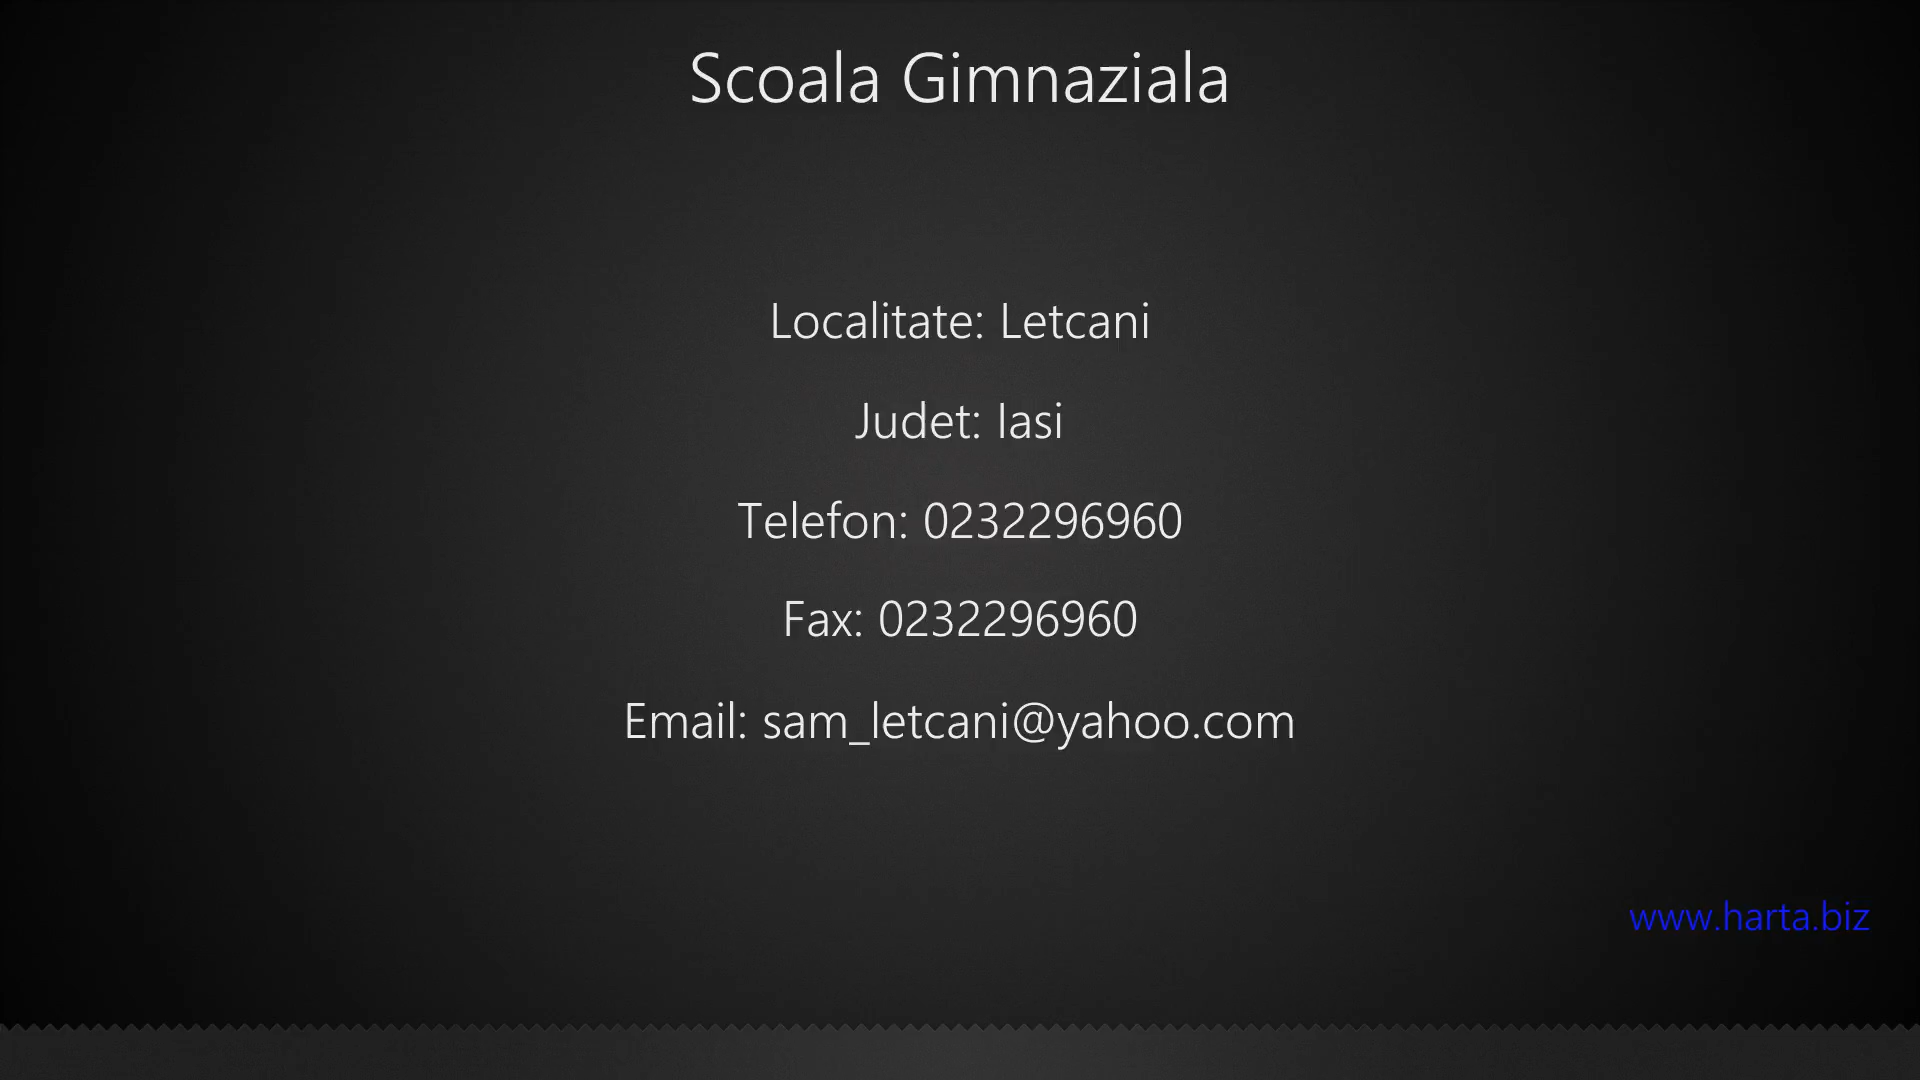 Scoala Gimnaziala
Localitate: Letcani
Judet: Iasi
Telefon: 0232296960
Fax: 0232296960
Email: sam_letcani@yahoo.com
www.harta.biz